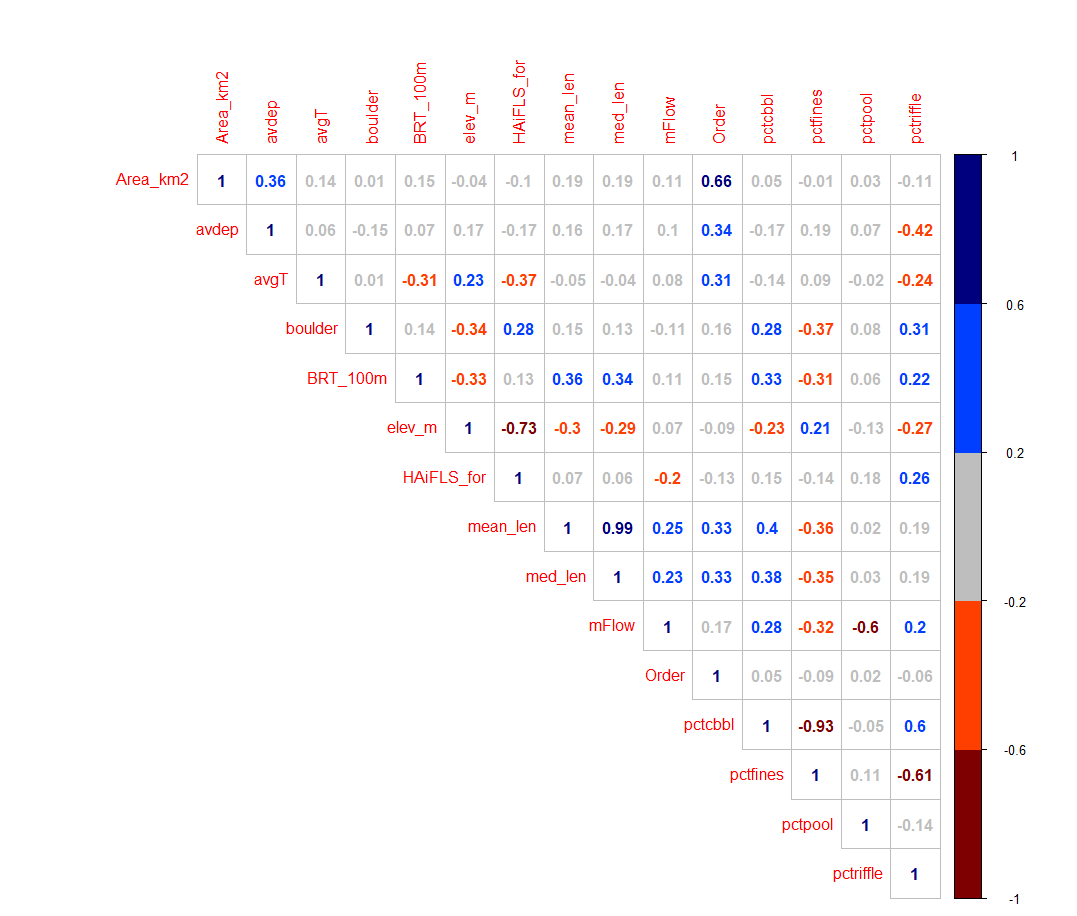 Area_km2 avdep avgT boulder BRT_100m elev_m HAiFLS_for mean_len med_len mFlow Order pctcbbl pctfines pctpool pctriffle
Area_km2 1 0.36 0.14 0.01 0.15 -0.04 -0.1 0.19 0.19 0.11 0.66 0.05 -0.01 0.03 -0.11
avdep 1 0.06 -0.15 0.07 0.17 -0.17 0.16 0.17 0.1 0.34 -0.17 0.19 0.07 -0.42
avgT 1 0.01 -0.31 0.23 -0.37 -0.05 -0.04 0.08 0.31 -0.14 0.09 -0.02 -0.24
boulder 1 0.14 -0.34 0.28 0.15 0.13 -0.11 0.16 0.28 -0.37 0.08 0.31
BRT_100m 1 -0.33 0.13 0.36 0.34 0.11 0.15 0.33 -0.31 0.06 0.22
elev_m 1 -0.73 -0.3 -0.29 0.07 -0.09 -0.23 0.21 -0.13 -0.27
HAiFLS_for 1 0.07 0.06 -0.2 -0.13 0.15 -0.14 0.18 0.26
mean_len 1 0.99 0.25 0.33 0.4 -0.36 0.02 0.19
med_len 1 0.23 0.33 0.38 -0.35 0.03 0.19
mFlow 1 0.17 0.28 -0.32 -0.6 0.2
Order 1 0.05 -0.09 0.02 -0.06
pctcbbl 1 -0.93 -0.05 0.6
pctfines 1 0.11 -0.61
pctpool 1 -0.14
pctriffle 1
1
0.6
0.2
-0.2
-0.6
-1